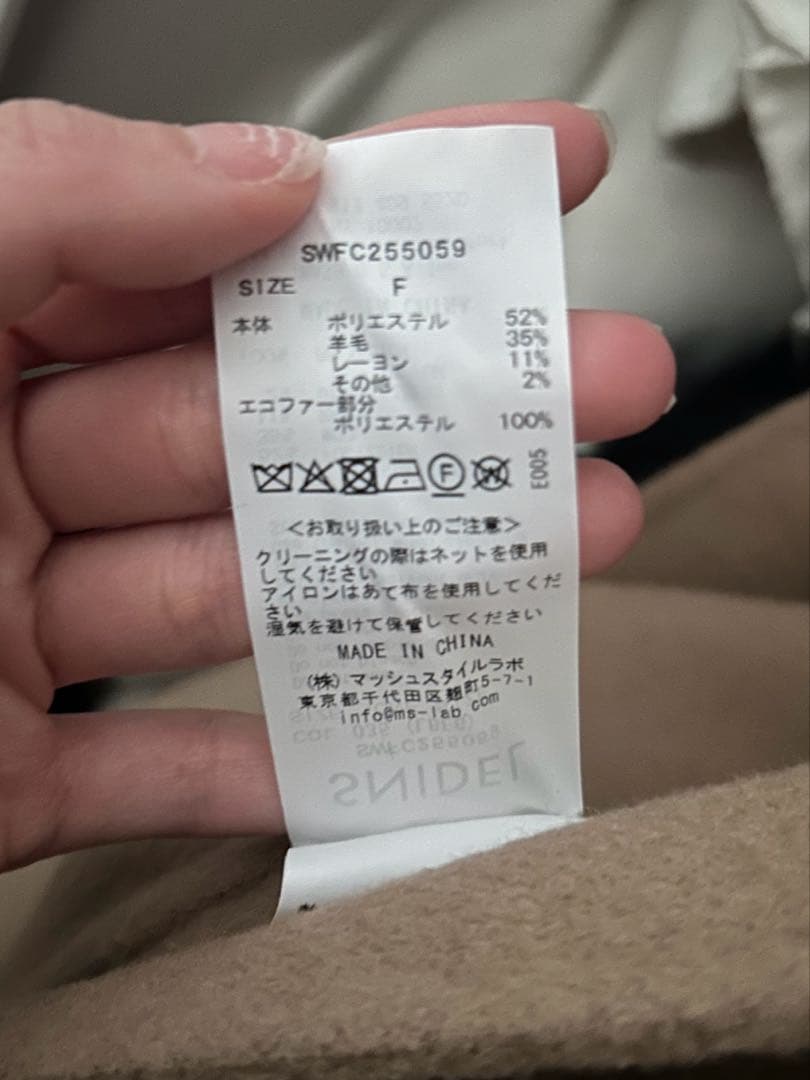 SWFC255059
SIZE F
本体 ポリエステル 52%
羊毛 35%
レーヨン 11%
その他 2%
エコファー部分
ポリエステル 100%
F W E005
＜お取り扱い上のご注意＞
クリーニングの際はネットを使用
してください
アイロンはあて布を使用してくだ
さい
湿気を避けて保管してください
MADE IN CHINA
(株)マッシュスタイルラボ
東京都千代田区麹町5-7-1
info@ms-lab.com
COL 035
SWFC255059
SNIDEL